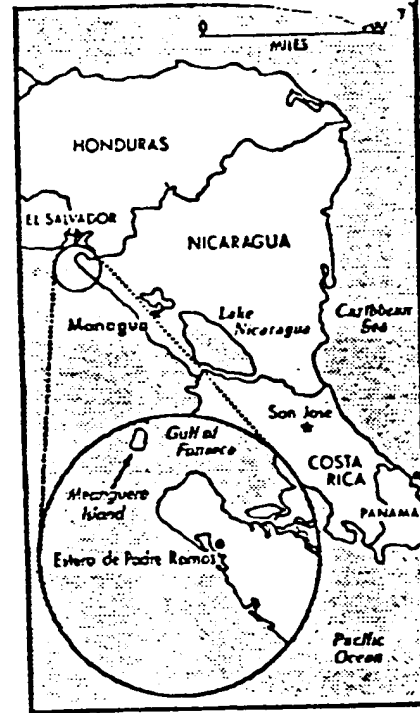 MILES
HONDURAS
EL SALVADOR
NICARAGUA
Managua
Lake
Nicaragua
Caribbean
Sea
San Jose
Gulf of
Fonseca
COSTA
RICA
PANAMA
Meanguera
Island
Estero de Padre Ramos
Pacific
Ocean